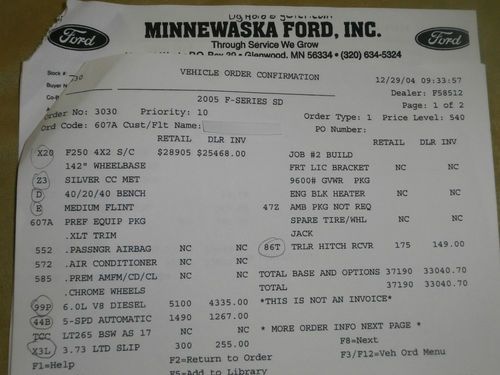 Ford
MINNEWASKA FORD, INC.
Ford
Through Service We Grow
Glenwood, MN 56334 • (320) 634-5324
Stock #:
Buyer N
VEHICLE ORDER CONFIRMATION 12/29/04 09:33:57
Dealer: F58512
2005 F-SERIES SD Page: 1 of 2
Order No: 3030 Priority: 10 Order Type: 1 Price Level: 540
Ord Code: 607A Cust/Flt Name: PO Number:
RETAIL DLR INV RETAIL DLR INV
X20 F250 4X2 S/C $28905 $25468.00 JOB #2 BUILD
142" WHEELBASE FRT LIC BRACKET NC NC
Z3 SILVER CC MET 9600# GVWR PKG
D 40/20/40 BENCH ENG BLK HEATER NC NC
E MEDIUM FLINT 47Z AMB PKG NOT REQ
607A PREF EQUIP PKG SPARE TIRE/WHL NC NC
.XLT TRIM JACK
552 .PASSNGR AIRBAG NC NC 86T TRLR HITCH RCVR 175 149.00
572 .AIR CONDITIONER NC NC
585 .PREM AMFM/CD/CL NC NC TOTAL BASE AND OPTIONS 37190 33040.70
.CHROME WHEELS TOTAL 37190 33040.70
99P 6.0L V8 DIESEL 5100 4335.00 *THIS IS NOT AN INVOICE*
44B 5-SPD AUTOMATIC 1490 1267.00
TCC LT265 BSW AS 17 NC NC * MORE ORDER INFO NEXT PAGE *
X3L 3.73 LTD SLIP 300 255.00 F8=Next
F1=Help F2=Return to Order F3/F12=Veh Ord Menu
F5=Add to Library